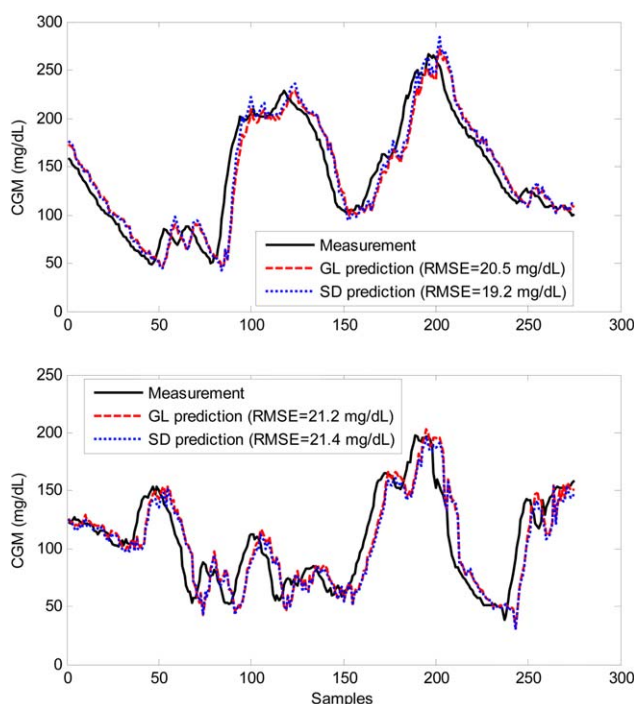 300
250
200
150
100
50
0
CGM (mg/dL)
Measurement
GL prediction (RMSE=20.5 mg/dL)
SD prediction (RMSE=19.2 mg/dL)
0 50 100 150 200 250 300
250
200
150
100
50
0
CGM (mg/dL)
Measurement
GL prediction (RMSE=21.2 mg/dL)
SD prediction (RMSE=21.4 mg/dL)
0 50 100 150 200 250 300
Samples